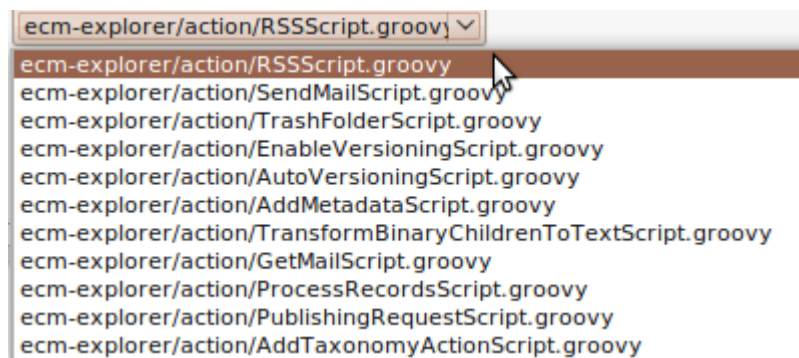 ecm-explorer/action/RSSScript.groovy
ecm-explorer/action/RSSScript.groovy
ecm-explorer/action/SendMailScript.groovy
ecm-explorer/action/TrashFolderScript.groovy
ecm-explorer/action/EnableVersioningScript.groovy
ecm-explorer/action/AutoVersioningScript.groovy
ecm-explorer/action/AddMetadataScript.groovy
ecm-explorer/action/TransformBinaryChildrenToTextScript.groovy
ecm-explorer/action/GetMailScript.groovy
ecm-explorer/action/ProcessRecordsScript.groovy
ecm-explorer/action/PublishingRequestScript.groovy
ecm-explorer/action/AddTaxonomyActionScript.groovy